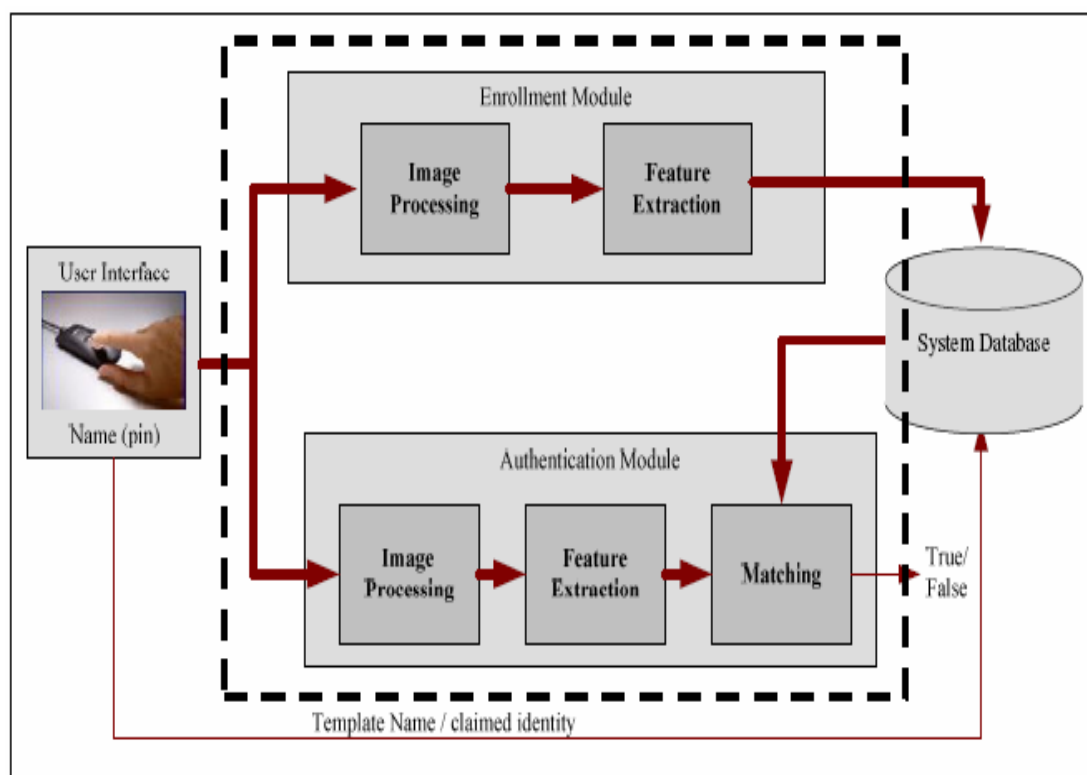 Enrollment Module
Image
Processing
Feature
Extraction
User Interface
Name (pin)
System Database
Authentication Module
Image
Processing
Feature
Extraction
Matching
True/
False
Template Name / claimed identity